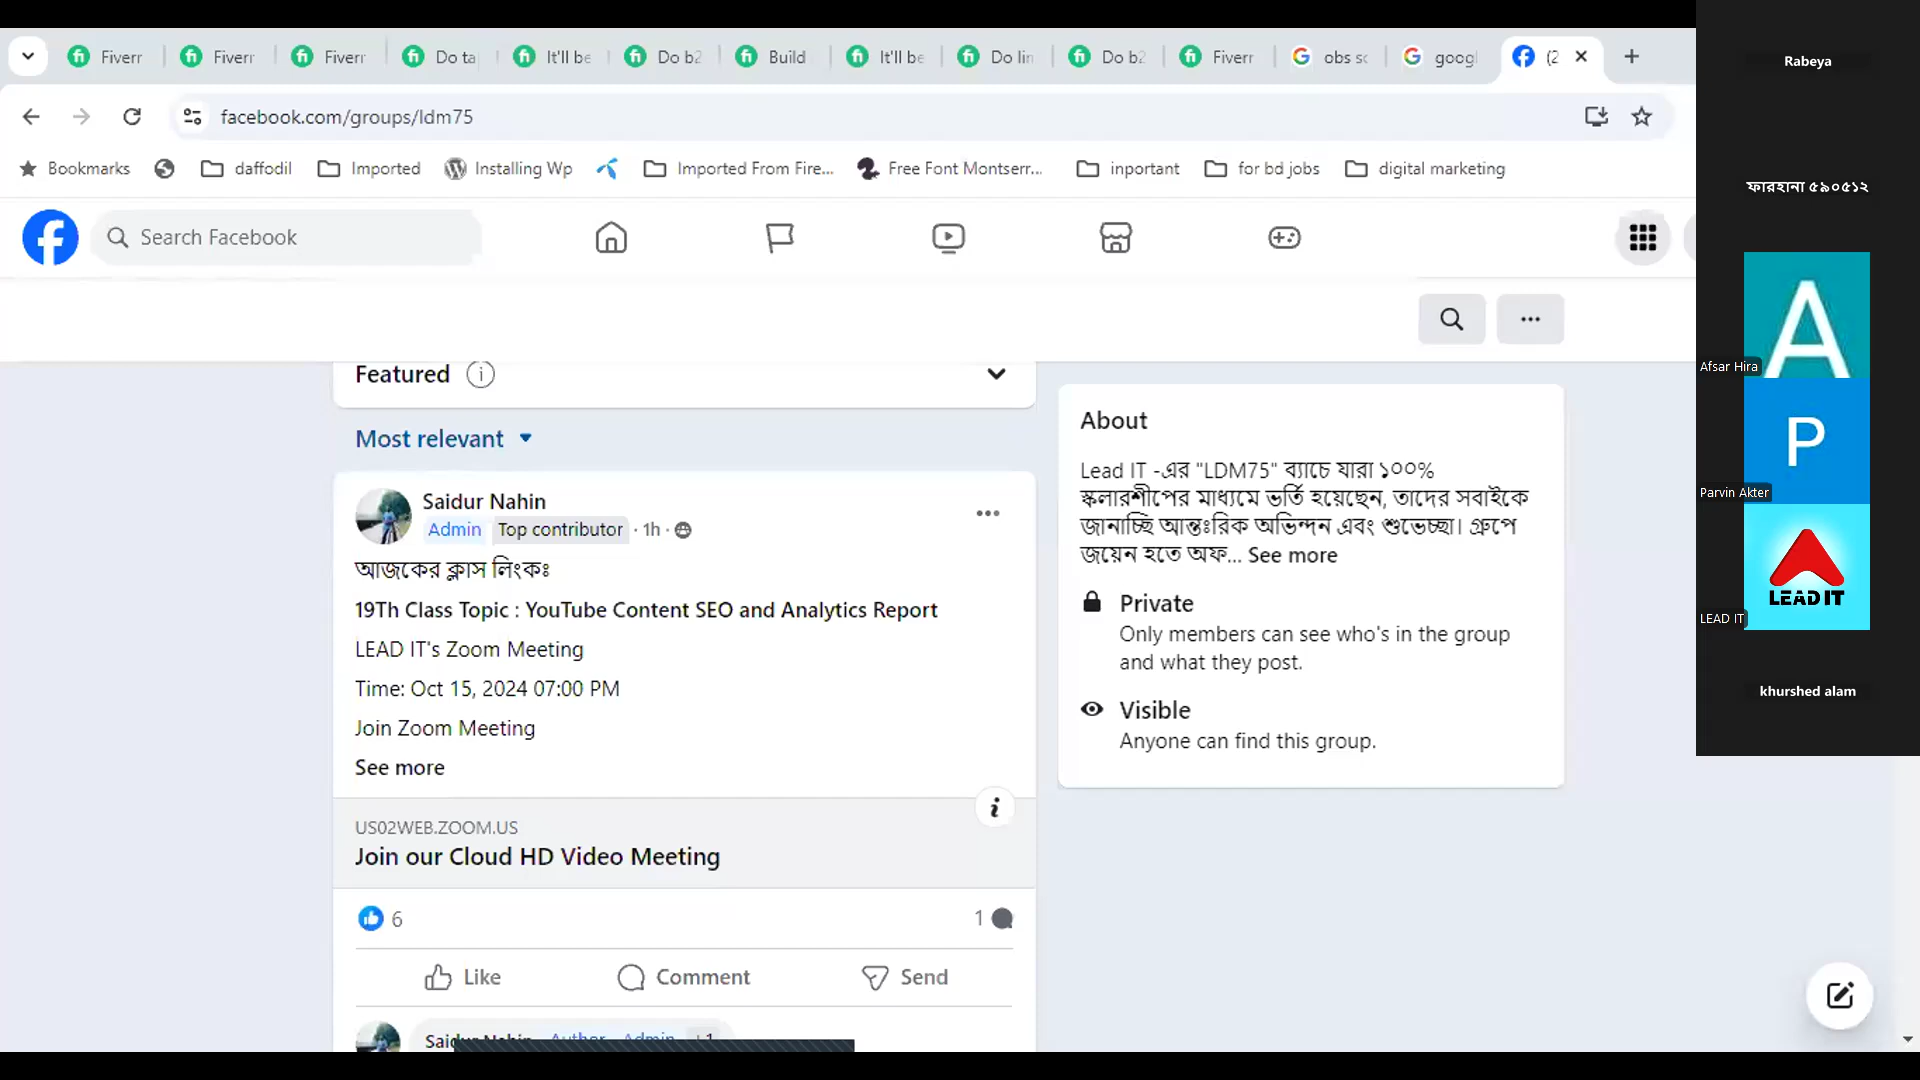 Fiverr
Fiverr
Fiverr
Do ta
It'll be
Do b2
Build
It'll be
Do lin
Do b2
Fiverr
obs sc
googl
(2
facebook.com/groups/ldm75
Bookmarks
daffodil
Imported
Installing Wp
Imported From Fire...
Free Font Montserr...
inportant
for bd jobs
digital marketing
Search Facebook
Featured
Most relevant
Saidur Nahin
Admin Top contributor · 1h ·
আজকের ক্লাস লিংকঃ
19Th Class Topic : YouTube Content SEO and Analytics Report
LEAD IT's Zoom Meeting
Time: Oct 15, 2024 07:00 PM
Join Zoom Meeting
See more
US02WEB.ZOOM.US
Join our Cloud HD Video Meeting
6
1
Like
Comment
Send
Saidur Nahin Author Admin +1
About
Lead IT -এর "LDM75" ব্যাচে যারা ১০০%
স্কলারশীপের মাধ্যমে ভর্তি হয়েছেন, তাদের সবাইকে
জানাচ্ছি আন্তঃরিক অভিন্দন এবং শুভেচ্ছা। গ্রুপে
জয়েন হতে অফ... See more
Private
Only members can see who's in the group
and what they post.
Visible
Anyone can find this group.
Rabeya
ফারহানা ৫৯০৫১২
A
Afsar Hira
P
Parvin Akter
LEAD IT
LEAD IT
khurshed alam